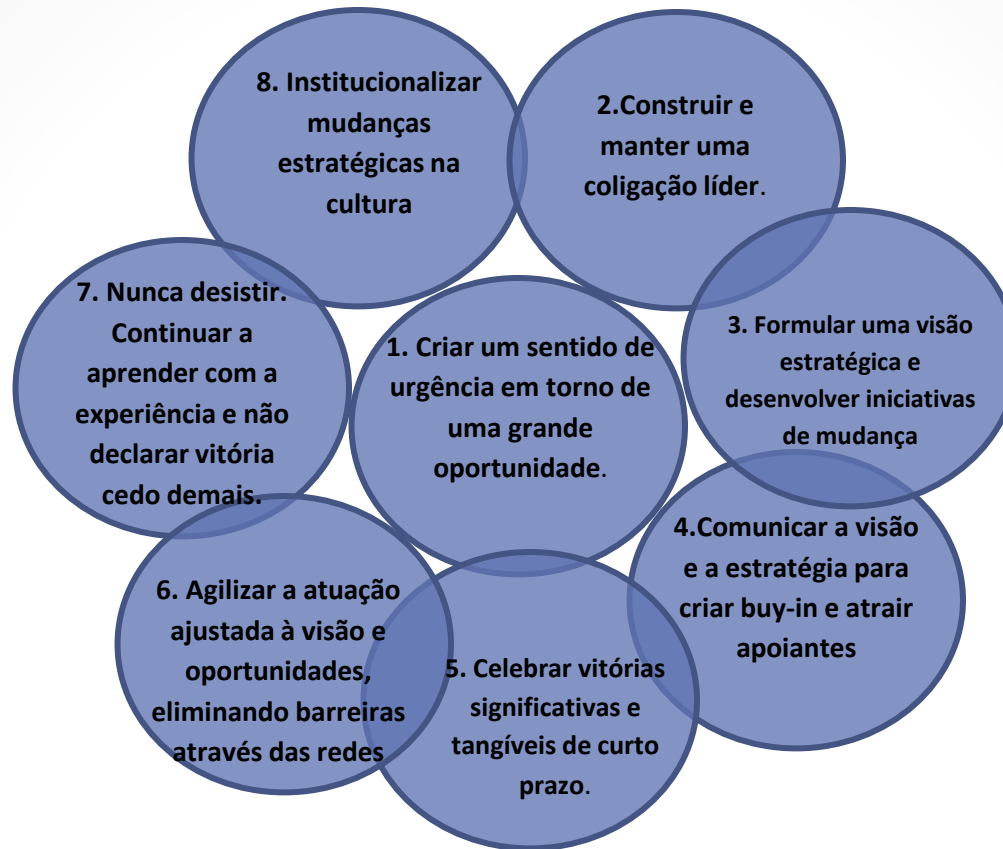 8. Institucionalizar
mudanças
estratégicas na
cultura
2.Construir e
manter uma
coligação líder.
7. Nunca desistir.
Continuar a
aprender com a
experiência e não
declarar vitória
cedo demais.
1. Criar um sentido de
urgência em torno de
uma grande
oportunidade.
3. Formular uma visão
estratégica e
desenvolver iniciativas
de mudança
6. Agilizar a atuação
ajustada à visão e
oportunidades,
eliminando barreiras
através das redes
5. Celebrar vitórias
significativas e
tangíveis de curto
prazo.
4.Comunicar a visão
e a estratégia para
criar buy-in e atrair
apoiantes